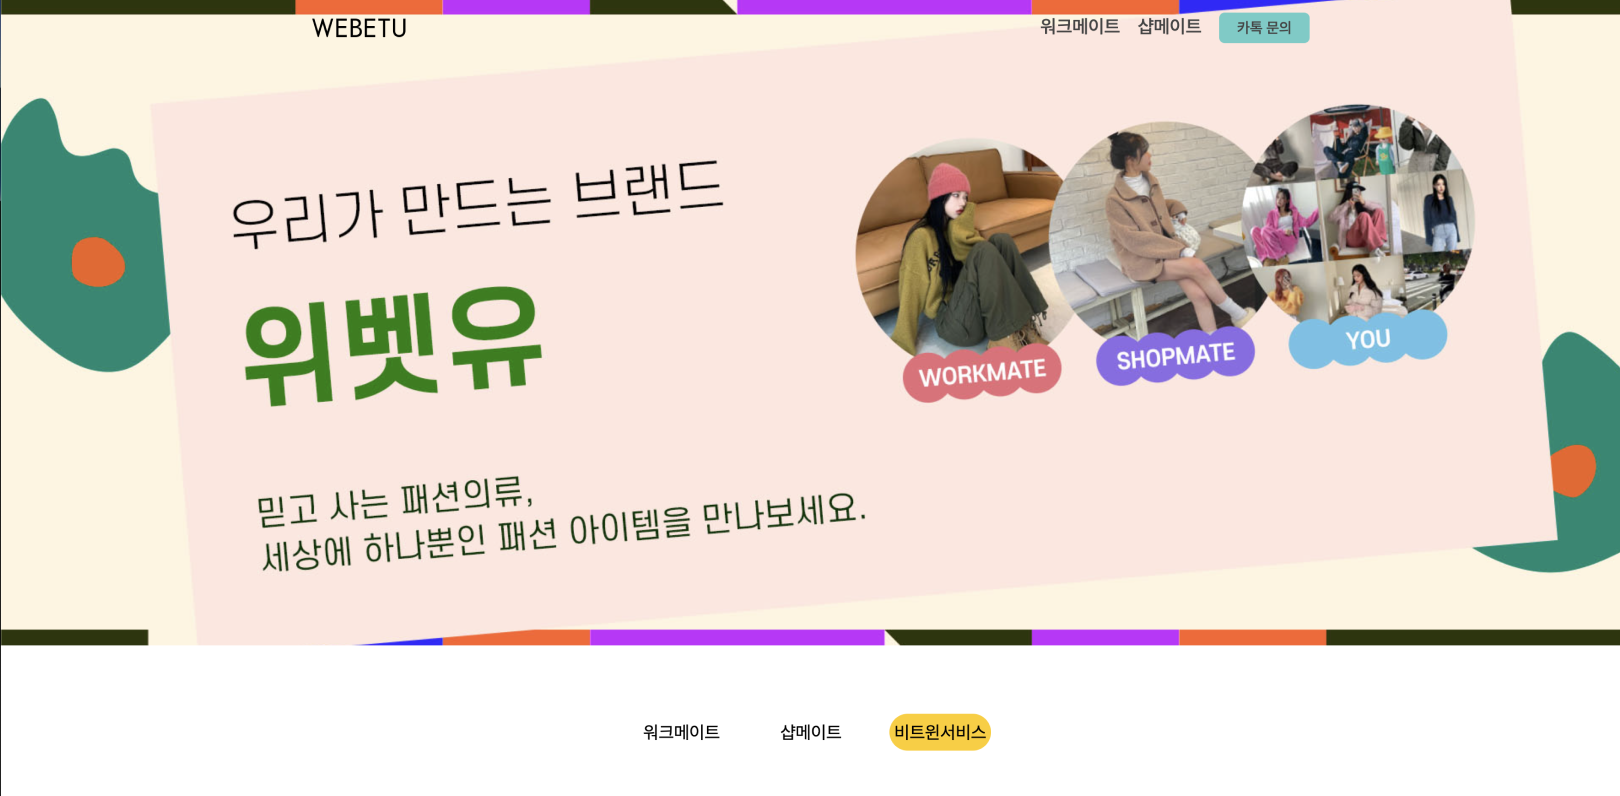 WEBETU
워크메이트 샵메이트 카톡 문의
우리가 만드는 브랜드
위벳유
WORKMATE
SHOPMATE
YOU
믿고 사는 패션의류,
세상에 하나뿐인 패션 아이템을 만나보세요.
워크메이트 샵메이트 비트윈서비스